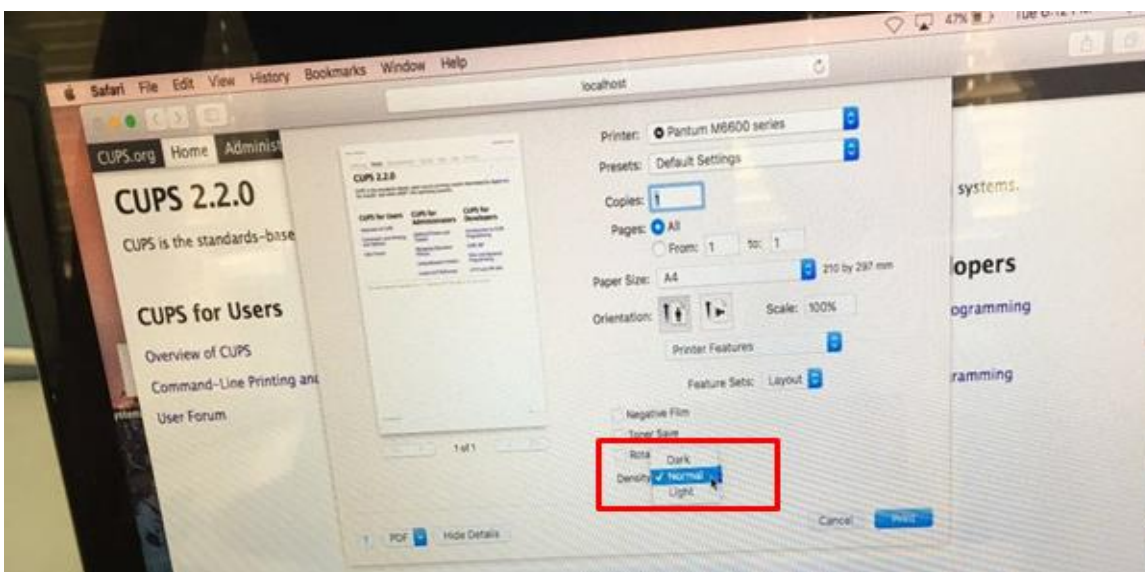 Safari File Edit View History Bookmarks Window Help
47%
localhost
CUPS.org Home Administ
CUPS 2.2.0
CUPS is the standards-base
systems.
CUPS for Users
opers
Overview of CUPS
ogramming
Command-Line Printing and
ramming
User Forum
CUPS 2.2.0
CUPS for Users
CUPS for Administrators
CUPS for Developers
1 of 1
Printer: Pantum M6600 series
Presets: Default Settings
Copies: 1
Pages: All
From: 1 to: 1
Paper Size: A4 210 by 297 mm
Orientation: Scale: 100%
Printer Features
Feature Sets: Layout
Negative Film
Toner Save
Rota
Dark
Density Normal
Light
? PDF Hide Details
Cancel Print